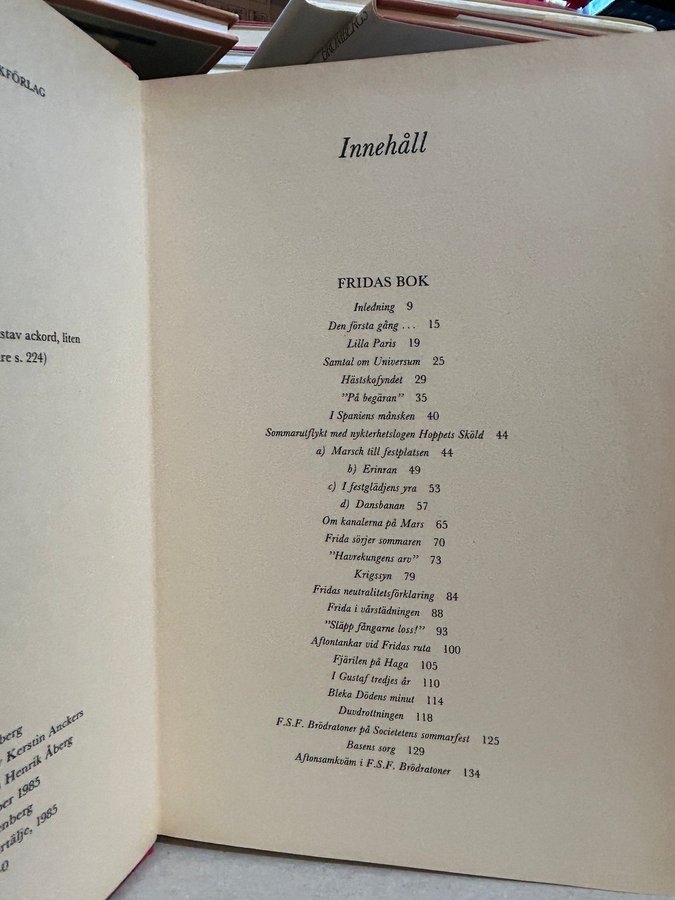 BROMBERGS
KFÖRLAG
stav ackord, liten
re s. 224)
berg
Kerstin Anckers
Henrik Åberg
ber 1985
enberg
rtälje, 1985
Innehåll
FRIDAS BOK
Inledning 9
Den första gång ... 15
Lilla Paris 19
Samtal om Universum 25
Hästskofyndet 29
"På begäran" 35
I Spaniens månsken 40
Sommarutflykt med nykterhetslogen Hoppets Sköld 44
a) Marsch till festplatsen 44
b) Erinran 49
c) I festglädjens yra 53
d) Dansbanan 57
Om kanalerna på Mars 65
Frida sörjer sommaren 70
"Havrekungens arv" 73
Krigssyn 79
Fridas neutralitetsförklaring 84
Frida i vårstädningen 88
"Släpp fångarne loss!" 93
Aftontankar vid Fridas ruta 100
Fjärilen på Haga 105
I Gustaf tredjes år 110
Bleka Dödens minut 114
Duvdrottningen 118
F.S.F. Brödratoner på Societetens sommarfest 125
Basens sorg 129
Aftonsamkväm i F.S.F. Brödratoner 134